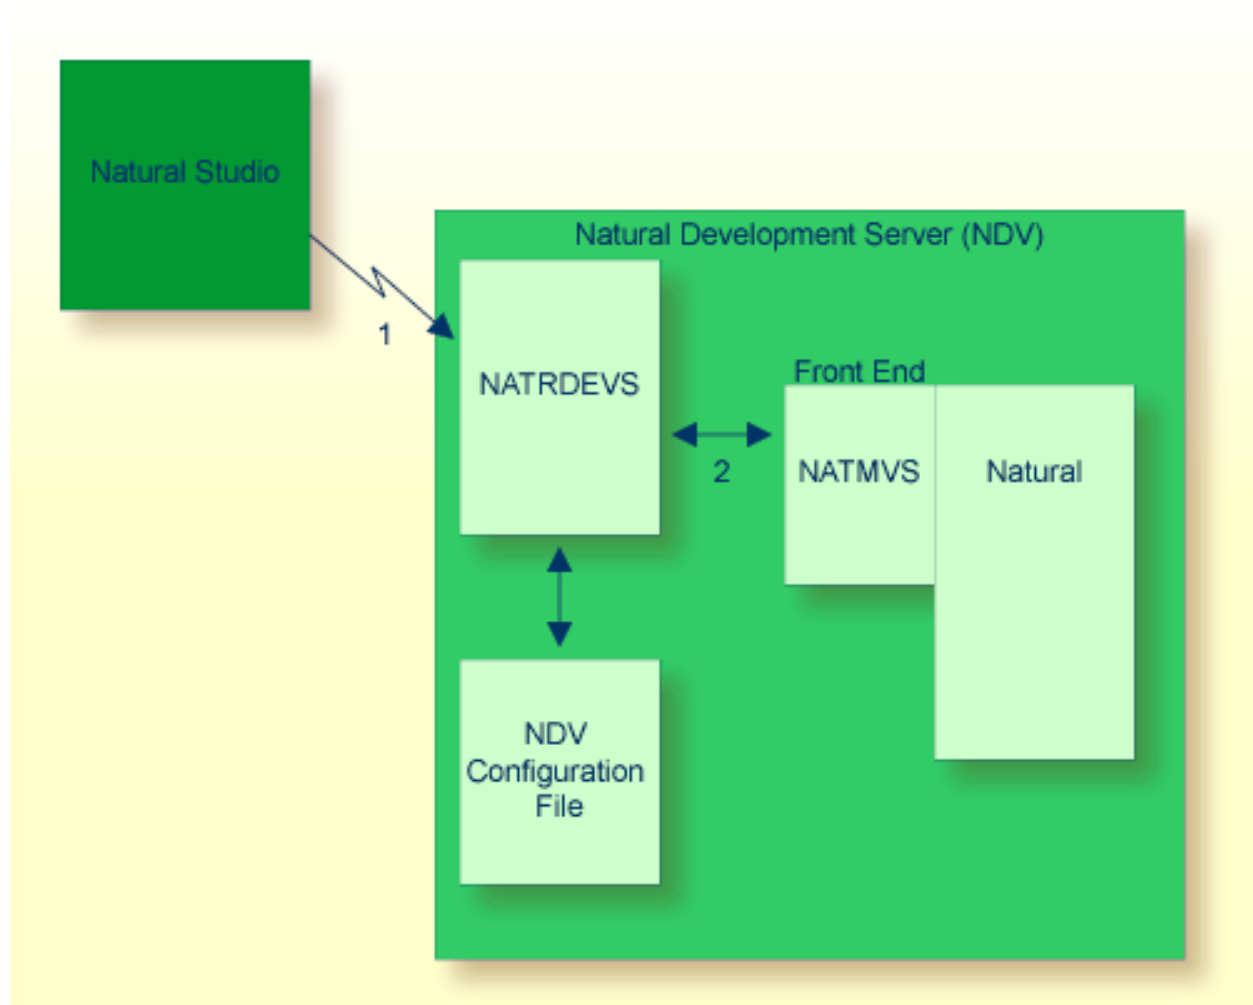 Natural Studio
Natural Development Server (NDV)
1
NATRDEVS
Front End
2
NATMVS
Natural
NDV
Configuration
File